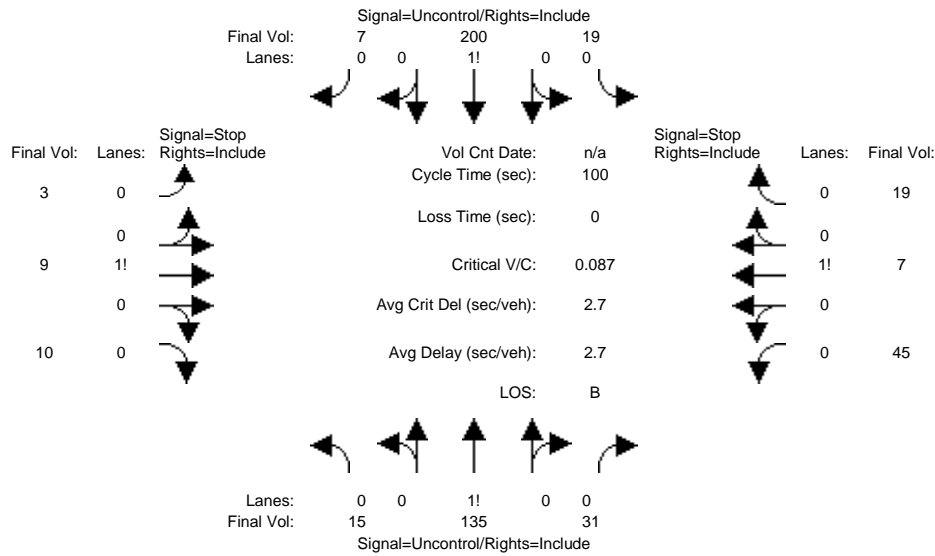 Signal=Uncontrol/Rights=Include
Final Vol: 7 200 19
Lanes: 0 0 1! 0 0
Signal=Stop
Final Vol: Lanes: Rights=Include
3 0
0
9 1!
0
10 0
Vol Cnt Date: n/a
Cycle Time (sec): 100
Loss Time (sec): 0
Critical V/C: 0.087
Avg Crit Del (sec/veh): 2.7
Avg Delay (sec/veh): 2.7
LOS: B
Signal=Stop
Rights=Include Lanes: Final Vol:
0 19
0
1! 7
0
0 45
Lanes: 0 0 1! 0 0
Final Vol: 15 135 31
Signal=Uncontrol/Rights=Include